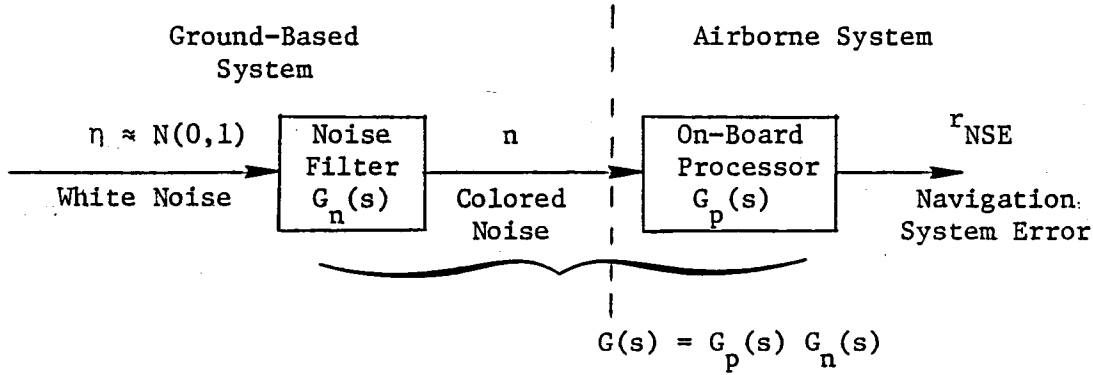 Ground-Based
System
Airborne System
η ≈ N(0,1)
White Noise
Noise
Filter
G_n(s)
n
Colored
Noise
On-Board
Processor
G_p(s)
r_NSE
Navigation
System Error
G(s) = G_p(s) G_n(s)